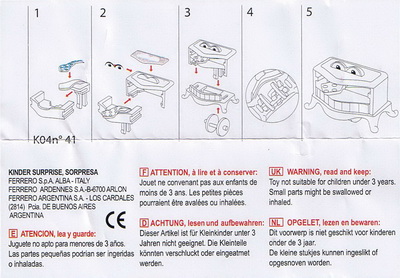 1
2
3
4
5
K04nº 41
KINDER SURPRISE, SORPRESA
FERRERO S.p.A. ALBA - ITALY
FERRERO ARDENNES S.A.-B-6700 ARLON
FERRERO ARGENTINA S.A. - LOS CARDALES
(2814) Pcia. DE BUENOS AIRES
ARGENTINA
CE
E ATENCION, lea y guarde:
Juguete no apto para menores de 3 años.
Las partes pequeñas podrían ser ingeridas
o inhaladas.
F ATTENTION, à lire et à conserver:
Jouet ne convenant pas aux enfants
de moins de 3 ans. Les petites pièces
pourraient être avalées ou inhalées.
D ACHTUNG, lesen und aufbewahren:
Dieser Artikel ist für Kleinkinder unter 3
Jahren nicht geeignet. Die Kleinteile
könnten verschluckt oder eingeatmet
werden.
UK WARNING, read and keep:
Toy not suitable for children under 3 years.
Small parts might be swallowed or
inhaled.
NL OPGELET, lezen en bewaren:
Dit voorwerp is niet geschikt voor kinderen
onder 3 jaar.
De kleine stukjes kunnen ingeslikt of
opgesnoven worden.